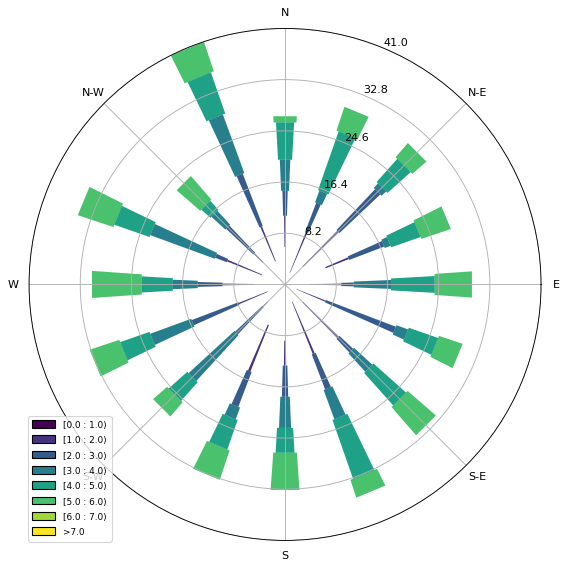 N
41.0
N-W
32.8
N-E
24.6
16.4
8.2
W
E
[0.0 : 1.0)
[1.0 : 2.0)
[2.0 : 3.0)
[3.0 : 4.0)
[4.0 : 5.0)
[5.0 : 6.0)
[6.0 : 7.0)
>7.0
S-W
S-E
S